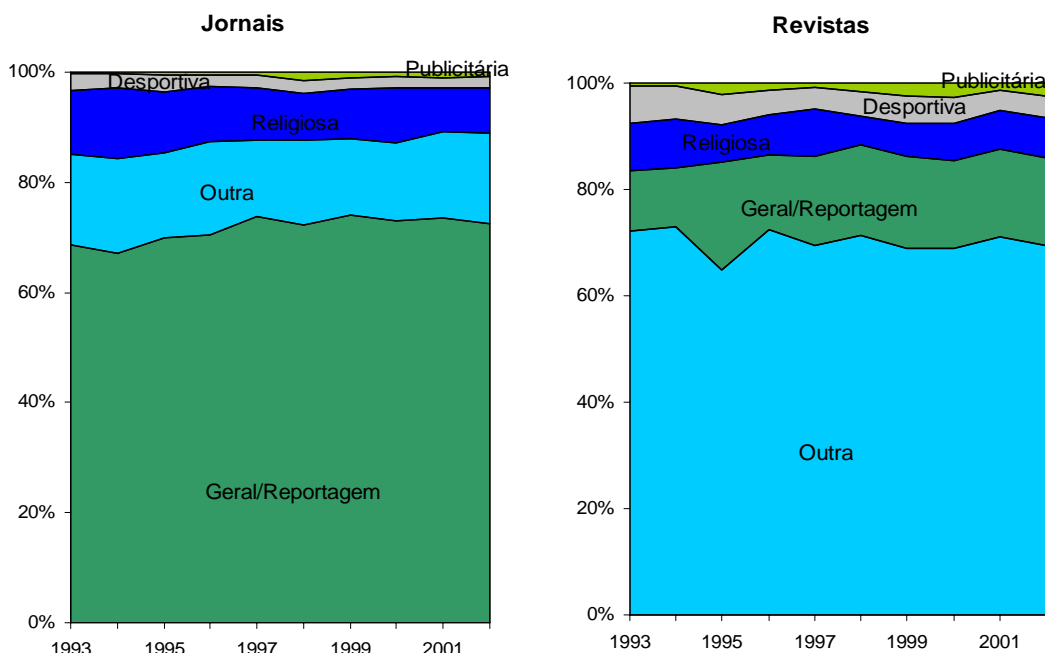 Jornais
100%
80%
60%
40%
20%
0%
Publicitária
Desportiva
Religiosa
Outra
Geral/Reportagem
1993 1995 1997 1999 2001
Revistas
100%
80%
60%
40%
20%
0%
Publicitária
Desportiva
Religiosa
Geral/Reportagem
Outra
1993 1995 1997 1999 2001